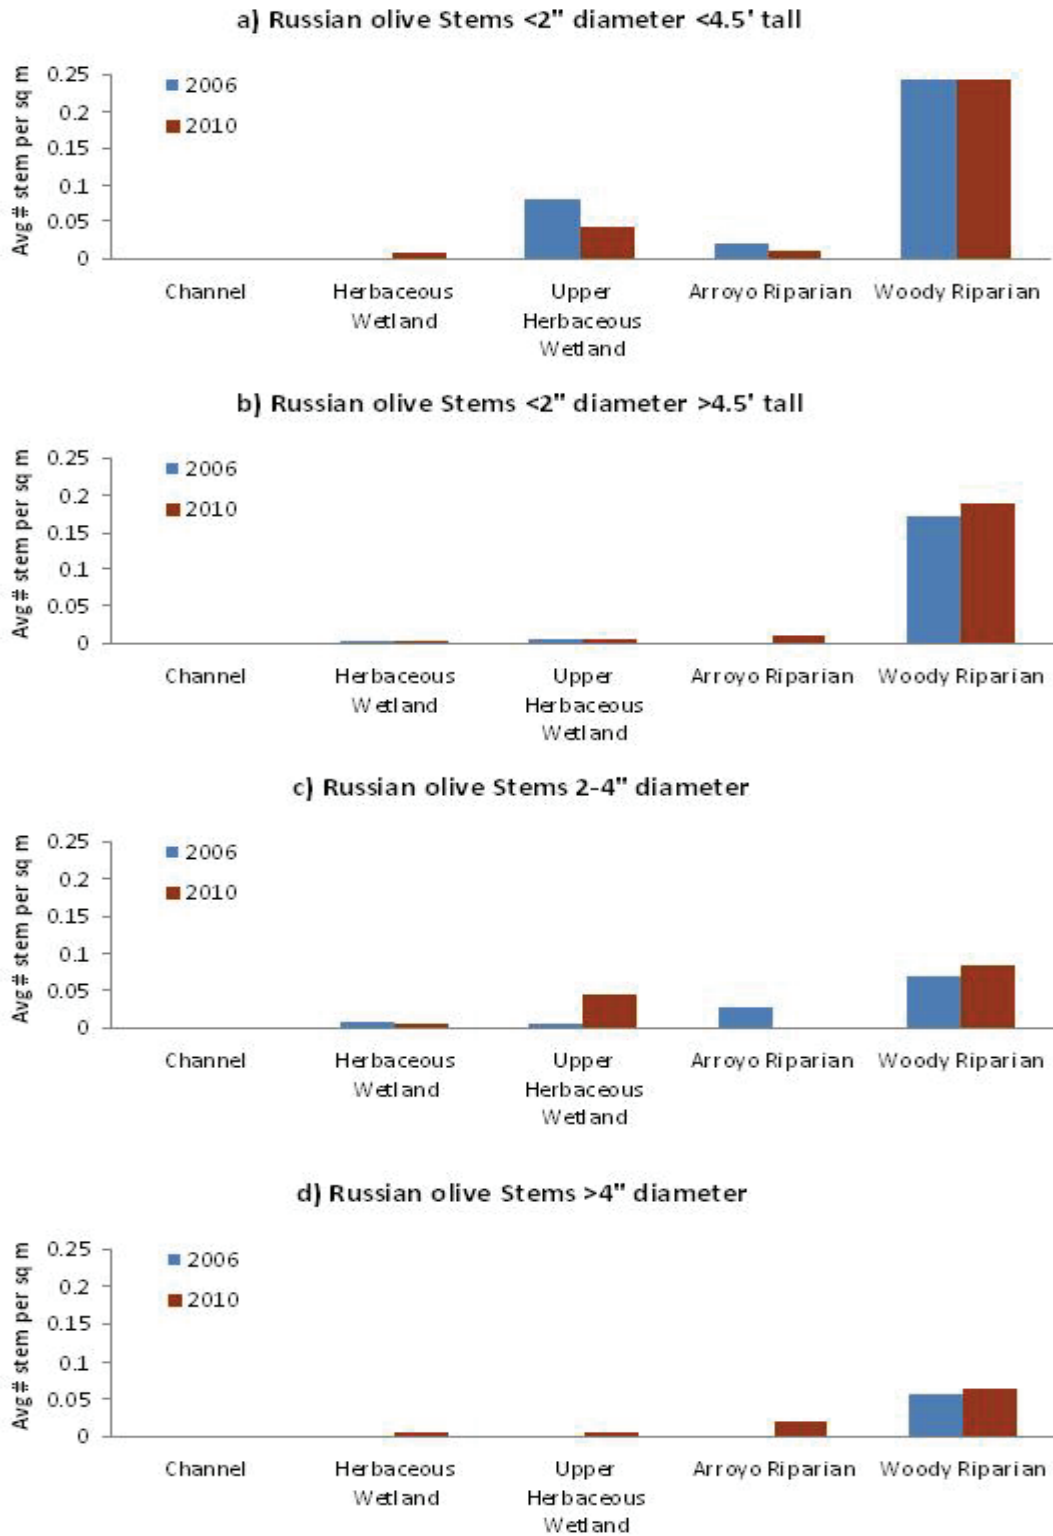 a) Russian olive Stems <2" diameter <4.5' tall
Avg # stem per sq m
0.25
0.2
0.15
0.1
0.05
0
2006
2010
Channel
Herbaceous
Wetland
Upper
Herbaceous
Wetland
Arroyo Riparian
Woody Riparian
b) Russian olive Stems <2" diameter >4.5' tall
Avg # stem per sq m
0.25
0.2
0.15
0.1
0.05
0
2006
2010
Channel
Herbaceous
Wetland
Upper
Herbaceous
Wetland
Arroyo Riparian
Woody Riparian
c) Russian olive Stems 2-4" diameter
Avg # stem per sq m
0.25
0.2
0.15
0.1
0.05
0
2006
2010
Channel
Herbaceous
Wetland
Upper
Herbaceous
Wetland
Arroyo Riparian
Woody Riparian
d) Russian olive Stems >4" diameter
Avg # stem per sq m
0.25
0.2
0.15
0.1
0.05
0
2006
2010
Channel
Herbaceous
Wetland
Upper
Herbaceous
Wetland
Arroyo Riparian
Woody Riparian